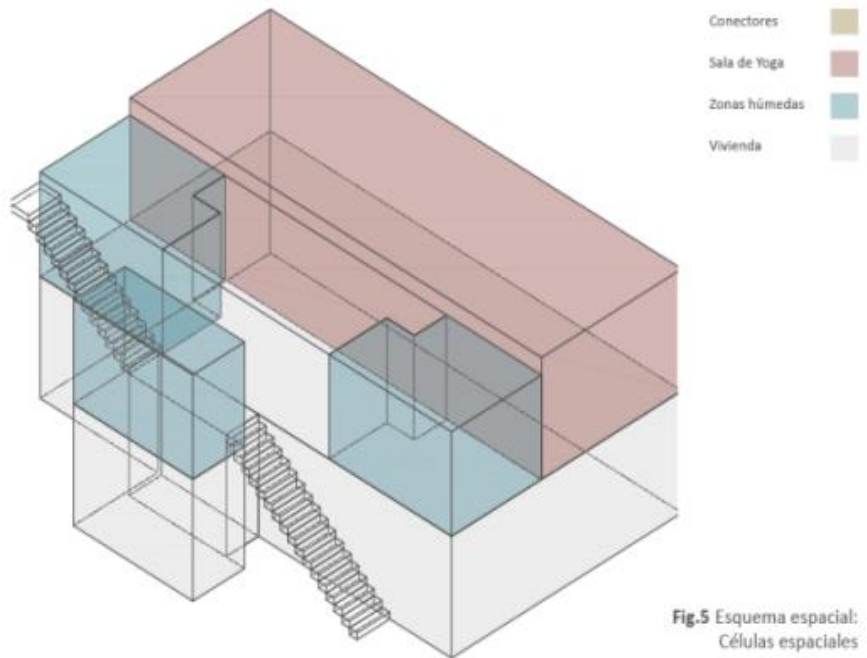 Conectores
Sala de Yoga
Zonas húmedas
Vivienda
Fig.5 Esquema espacial:
Células espaciales